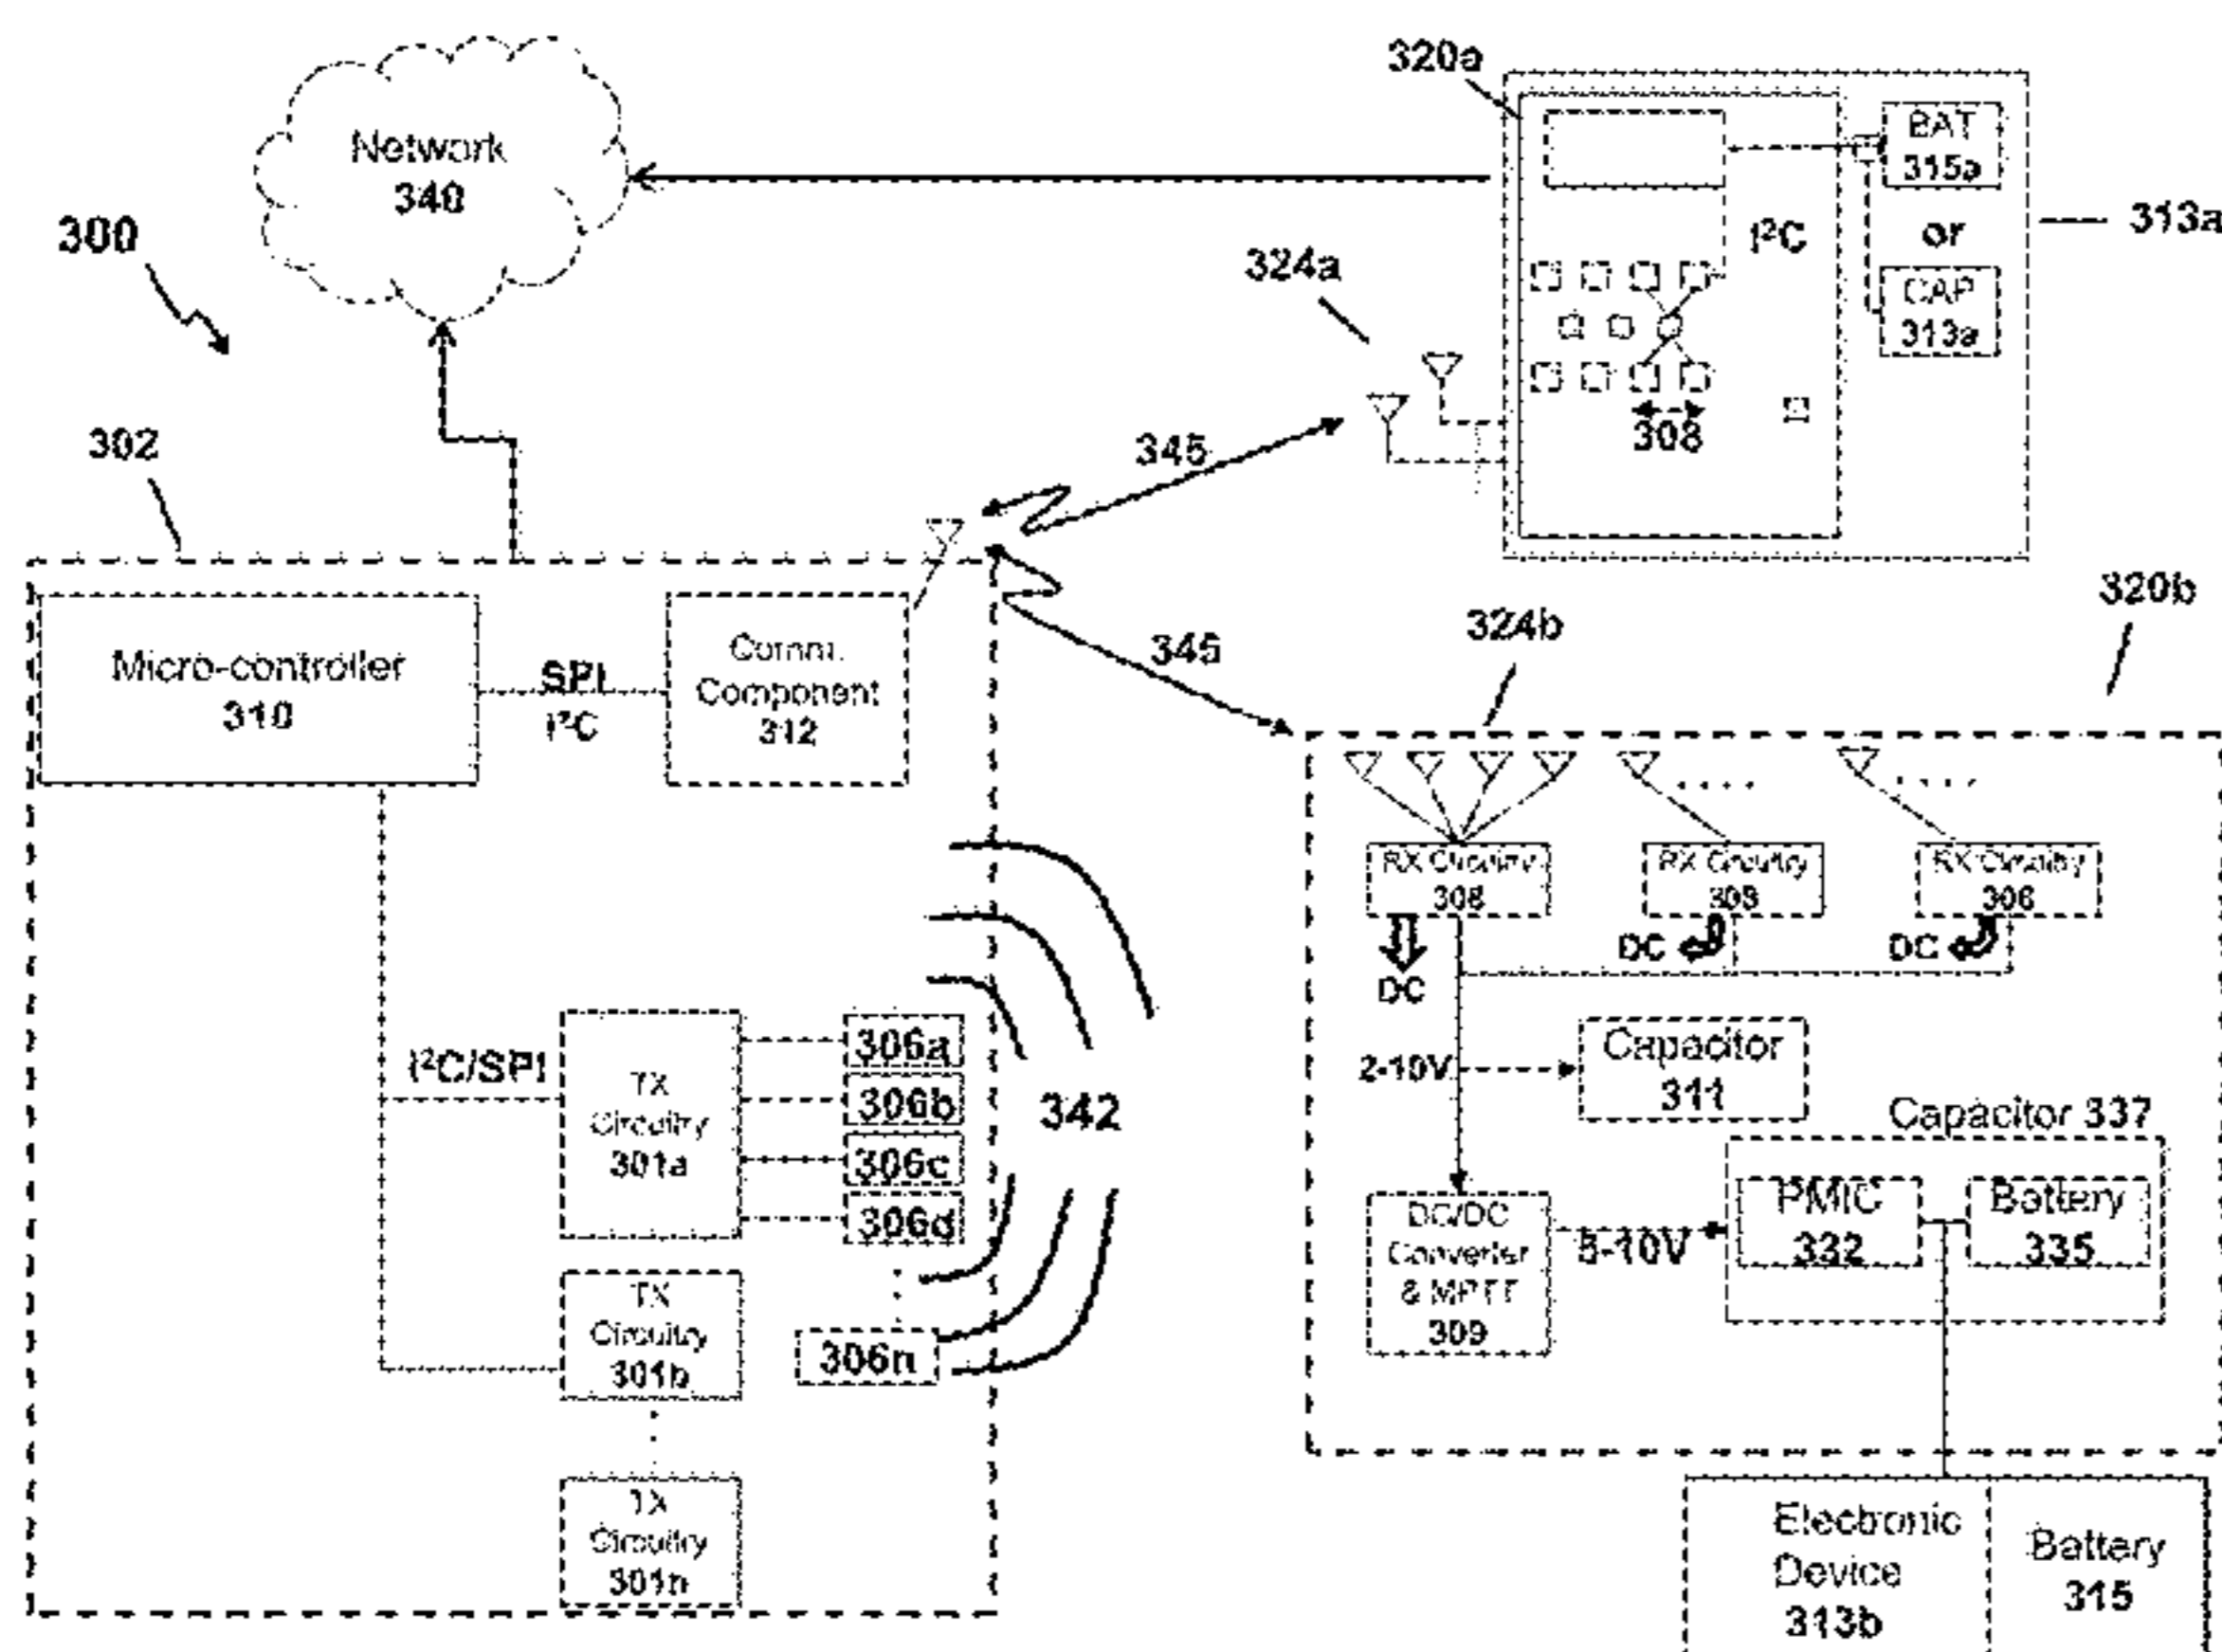 Network
340
300
302
320a
BAT
315a
or
CAP
313a
313a
I²C
308
324a
345
345
Micro-controller
310
SPI
I²C
Comm.
Component
312
I²C/SPI
TX
Circuitry
301a
306a
306b
306c
306d
306n
342
TX
Circuitry
301b
TX
Circuitry
301n
320b
324b
RX Circuitry
308
RX Circuitry
308
RX Circuitry
308
DC
DC
DC
2-10V
Capacitor
311
Capacitor 337
DC/DC
Converter
& MPTT
309
5-10V
PMIC
332
Battery
335
Electronic
Device
313b
Battery
315